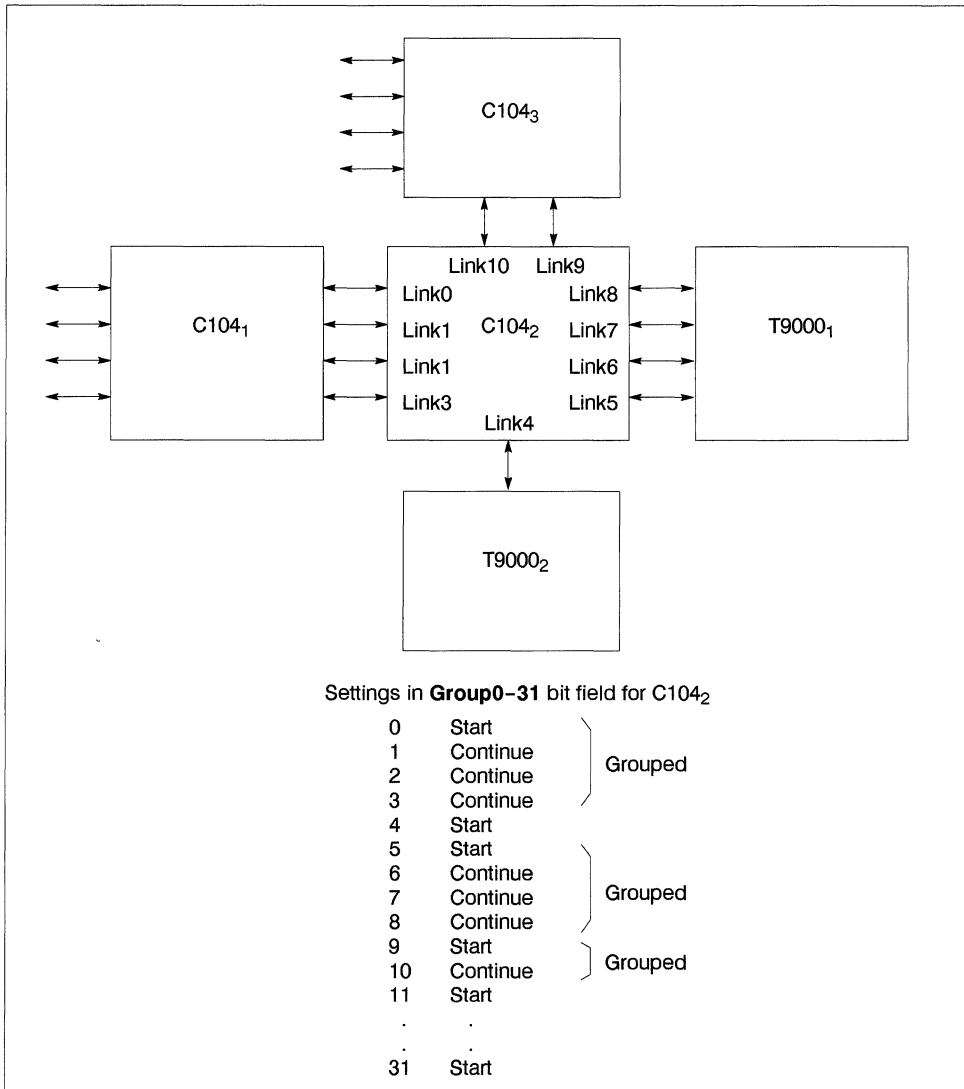 C104₃
Link10 Link9
Link0 Link8
C104₁ Link1 C104₂ Link7 T9000₁
Link1 Link6
Link3 Link5
Link4
T9000₂
Settings in Group0-31 bit field for C104₂
0 Start
1 Continue
2 Continue Grouped
3 Continue
4 Start
5 Start
6 Continue
7 Continue Grouped
8 Continue
9 Start
10 Continue Grouped
11 Start
. .
. .
31 Start